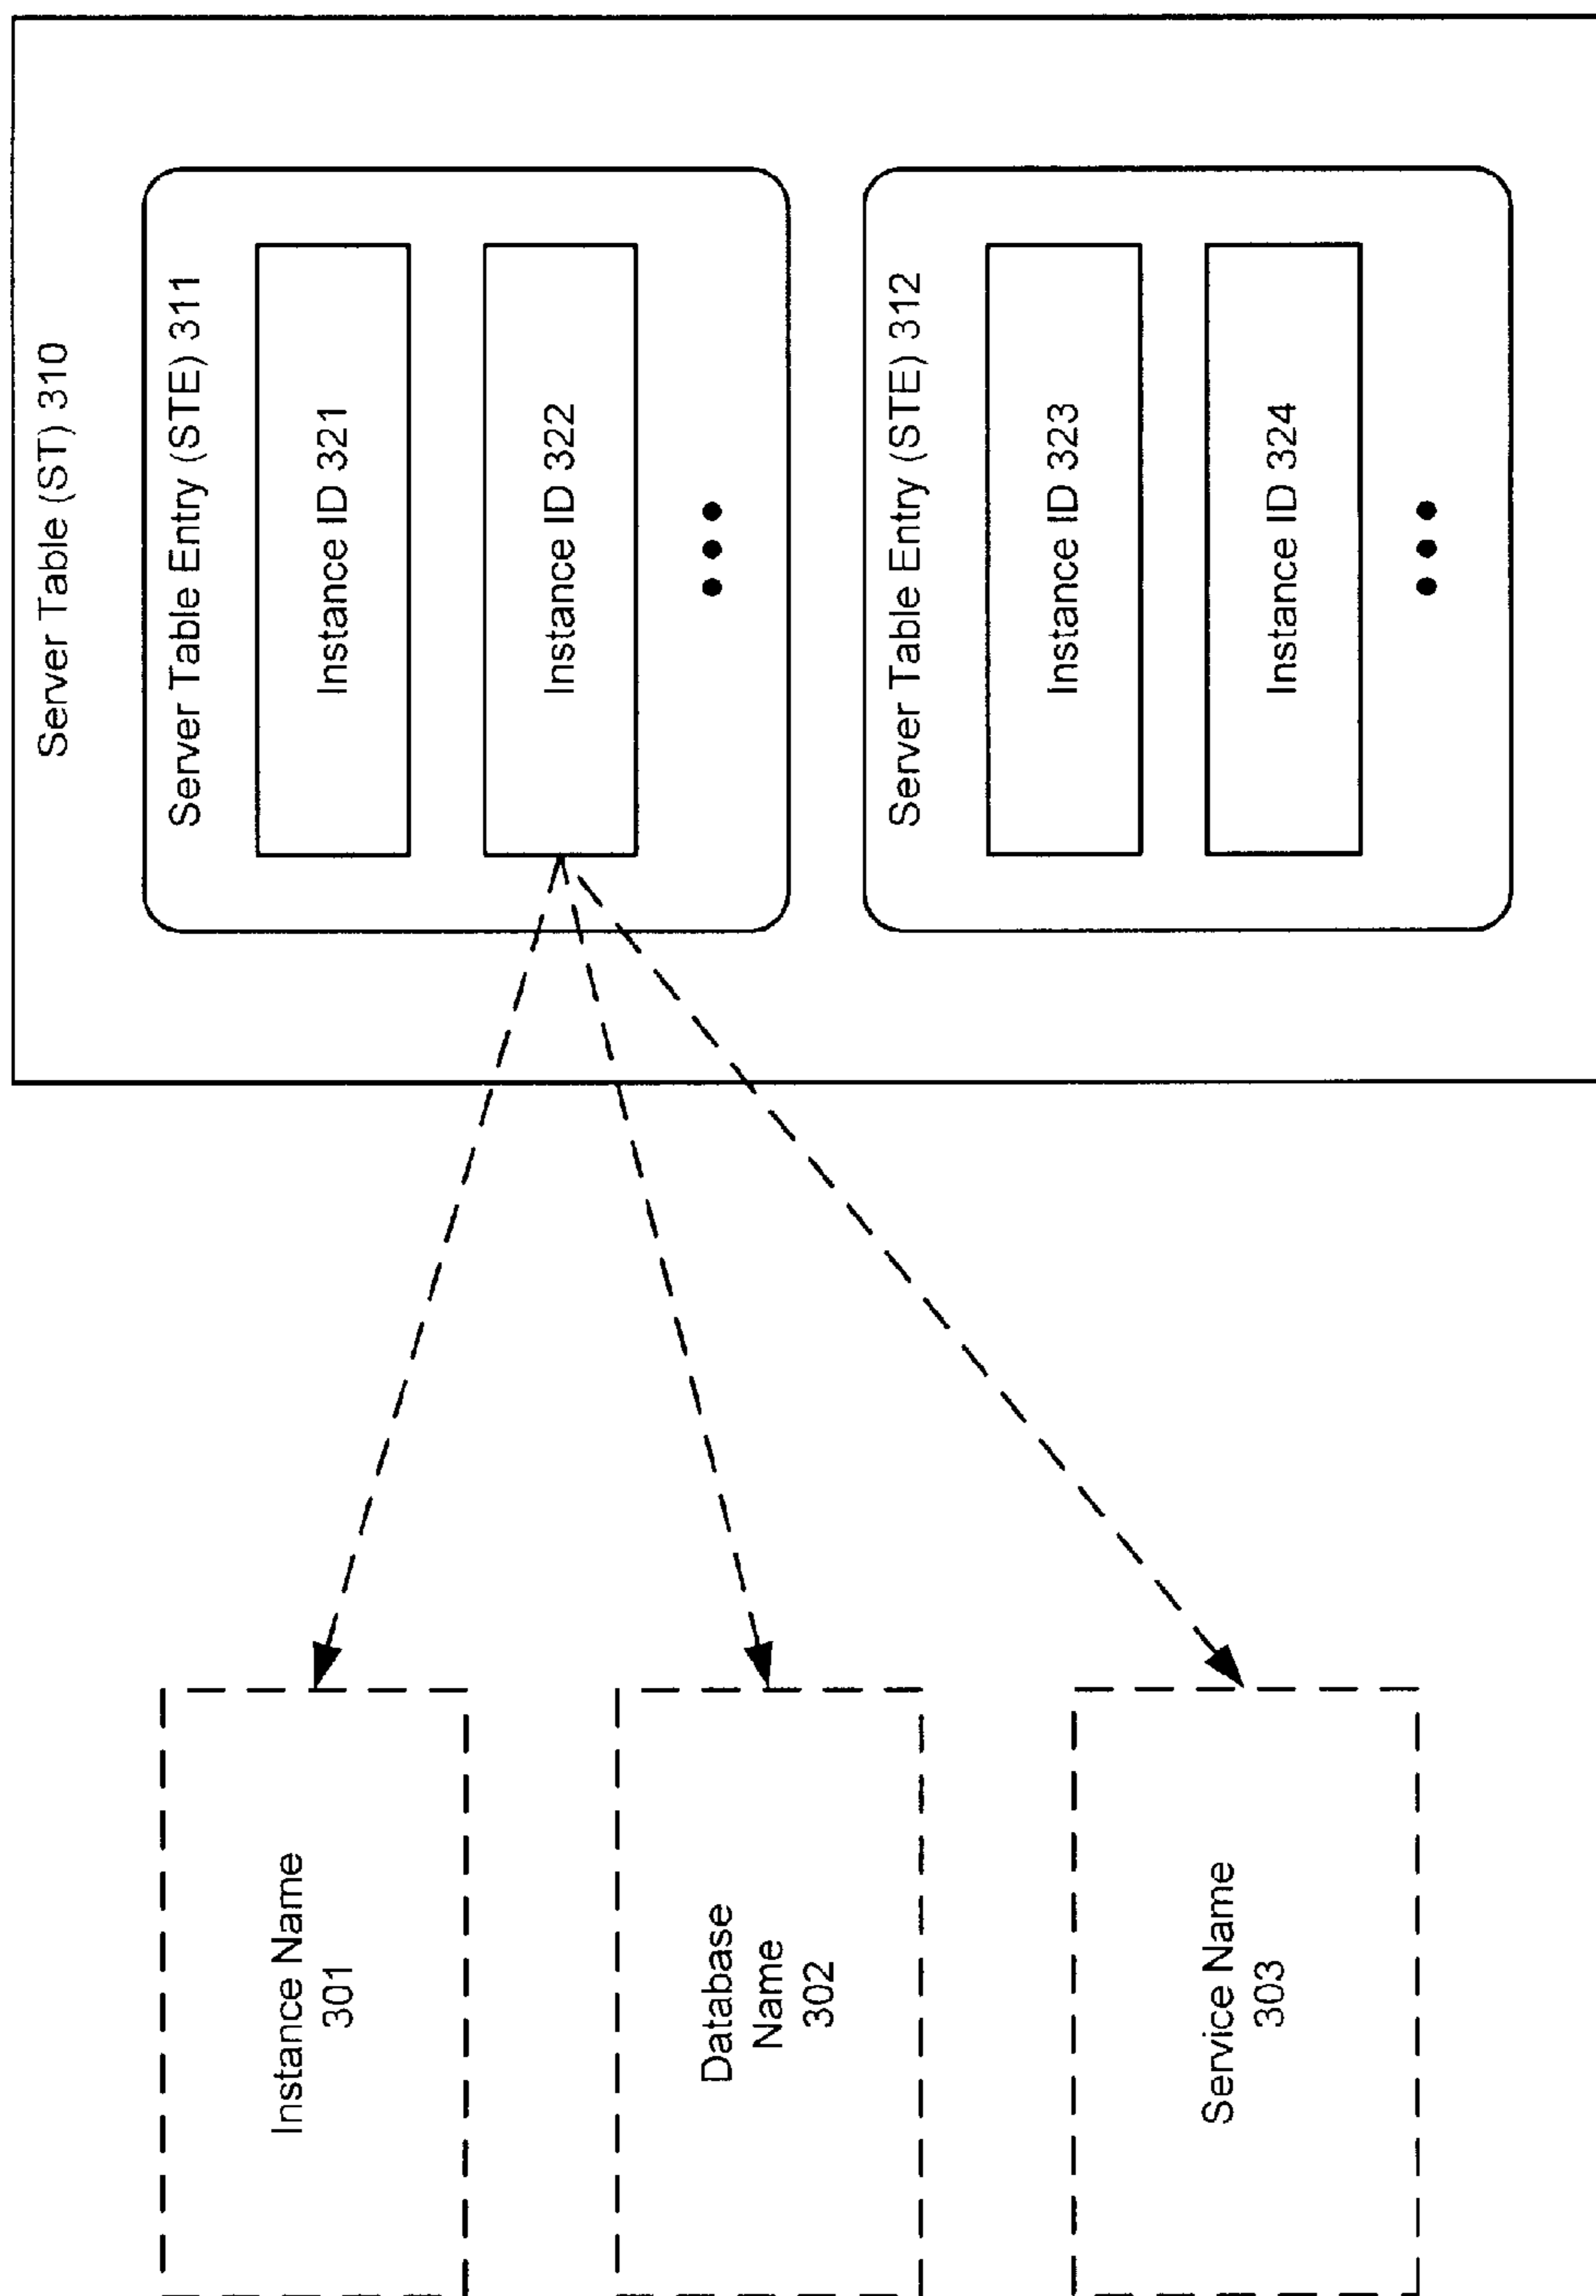 Server Table (ST) 310
Server Table Entry (STE) 311
Instance ID 321
Instance ID 322
Server Table Entry (STE) 312
Instance ID 323
Instance ID 324
Instance Name
301
Database
Name
302
Service Name
303